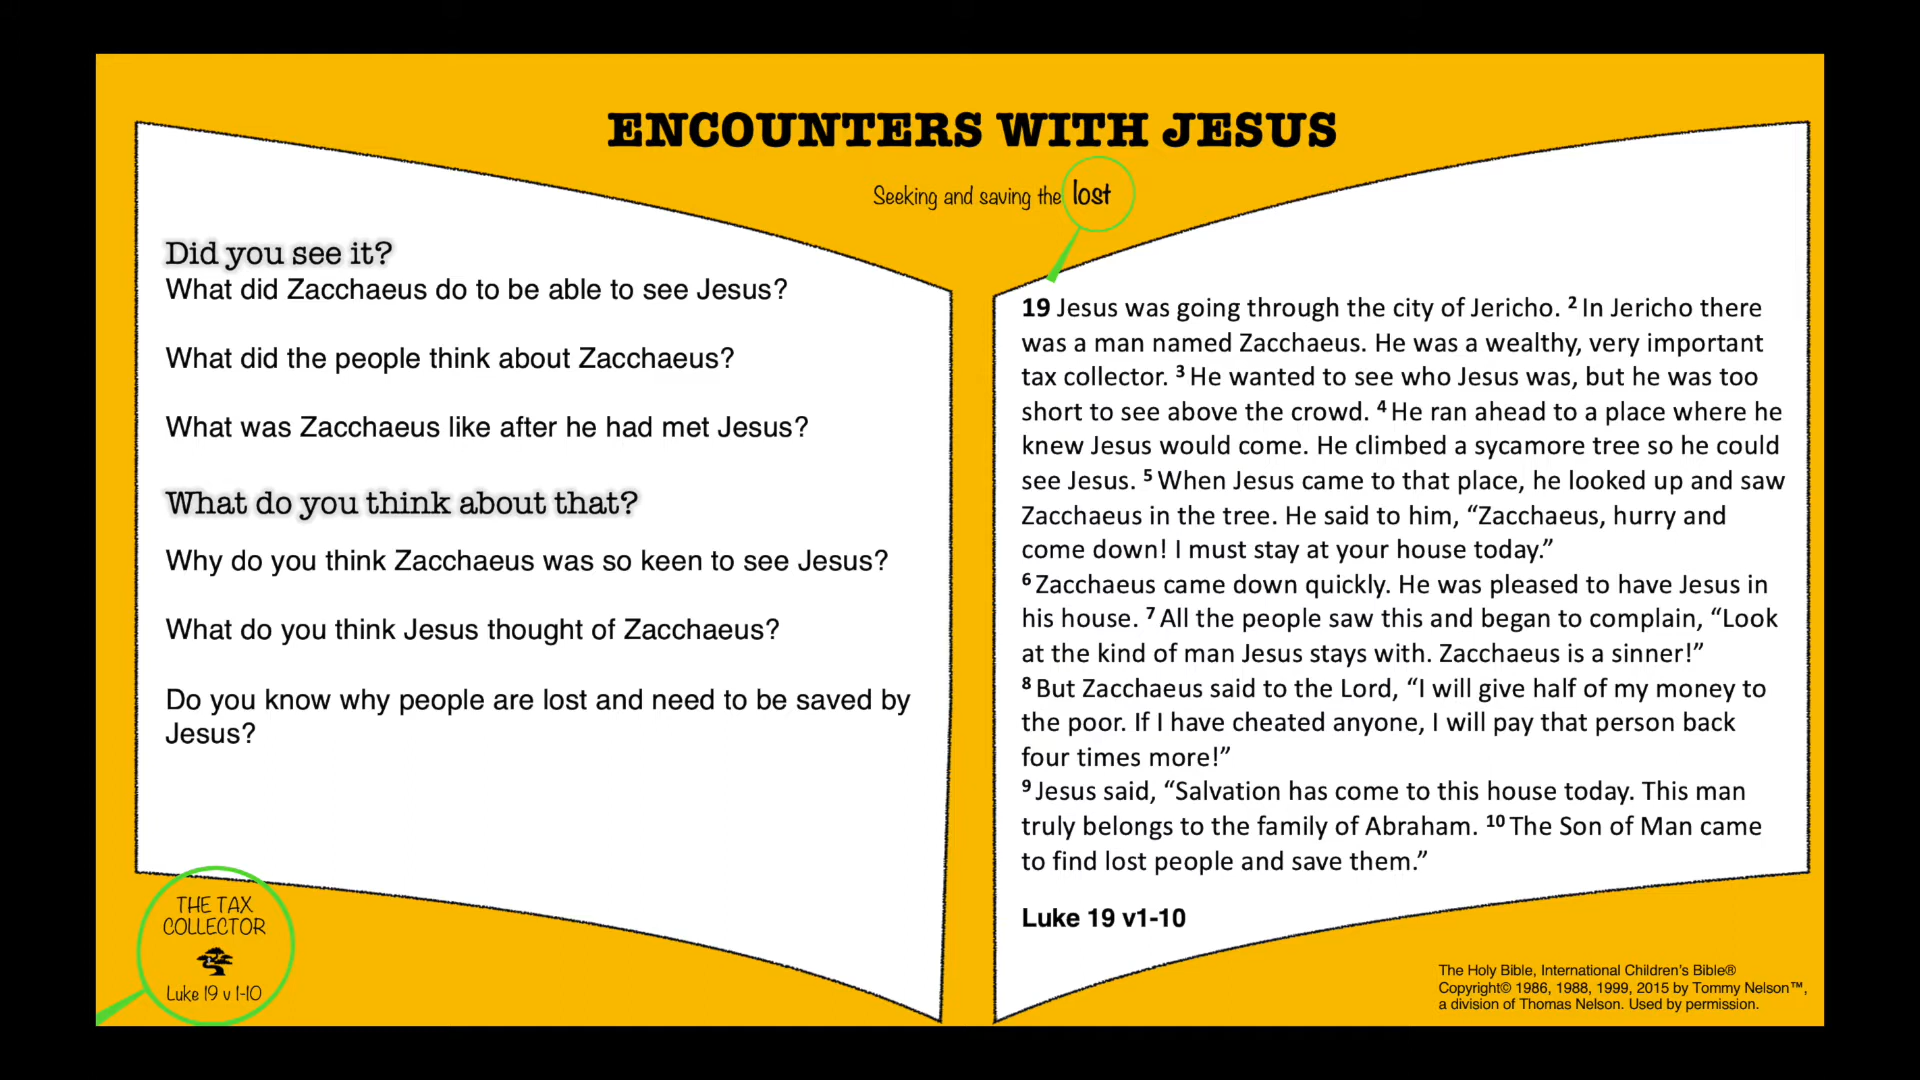 ENCOUNTERS WITH JESUS
Seeking and saving the lost
Did you see it?
What did Zacchaeus do to be able to see Jesus?
What did the people think about Zacchaeus?
What was Zacchaeus like after he had met Jesus?
What do you think about that?
Why do you think Zacchaeus was so keen to see Jesus?
What do you think Jesus thought of Zacchaeus?
Do you know why people are lost and need to be saved by
Jesus?
THE TAX
COLLECTOR
Luke 19 v 1-10
19 Jesus was going through the city of Jericho. 2 In Jericho there
was a man named Zacchaeus. He was a wealthy, very important
tax collector. 3 He wanted to see who Jesus was, but he was too
short to see above the crowd. 4 He ran ahead to a place where he
knew Jesus would come. He climbed a sycamore tree so he could
see Jesus. 5 When Jesus came to that place, he looked up and saw
Zacchaeus in the tree. He said to him, “Zacchaeus, hurry and
come down! I must stay at your house today.”
6 Zacchaeus came down quickly. He was pleased to have Jesus in
his house. 7 All the people saw this and began to complain, “Look
at the kind of man Jesus stays with. Zacchaeus is a sinner!”
8 But Zacchaeus said to the Lord, “I will give half of my money to
the poor. If I have cheated anyone, I will pay that person back
four times more!”
9 Jesus said, “Salvation has come to this house today. This man
truly belongs to the family of Abraham. 10 The Son of Man came
to find lost people and save them.”
Luke 19 v1-10
The Holy Bible, International Children’s Bible®
Copyright© 1986, 1988, 1999, 2015 by Tommy Nelson™,
a division of Thomas Nelson. Used by permission.